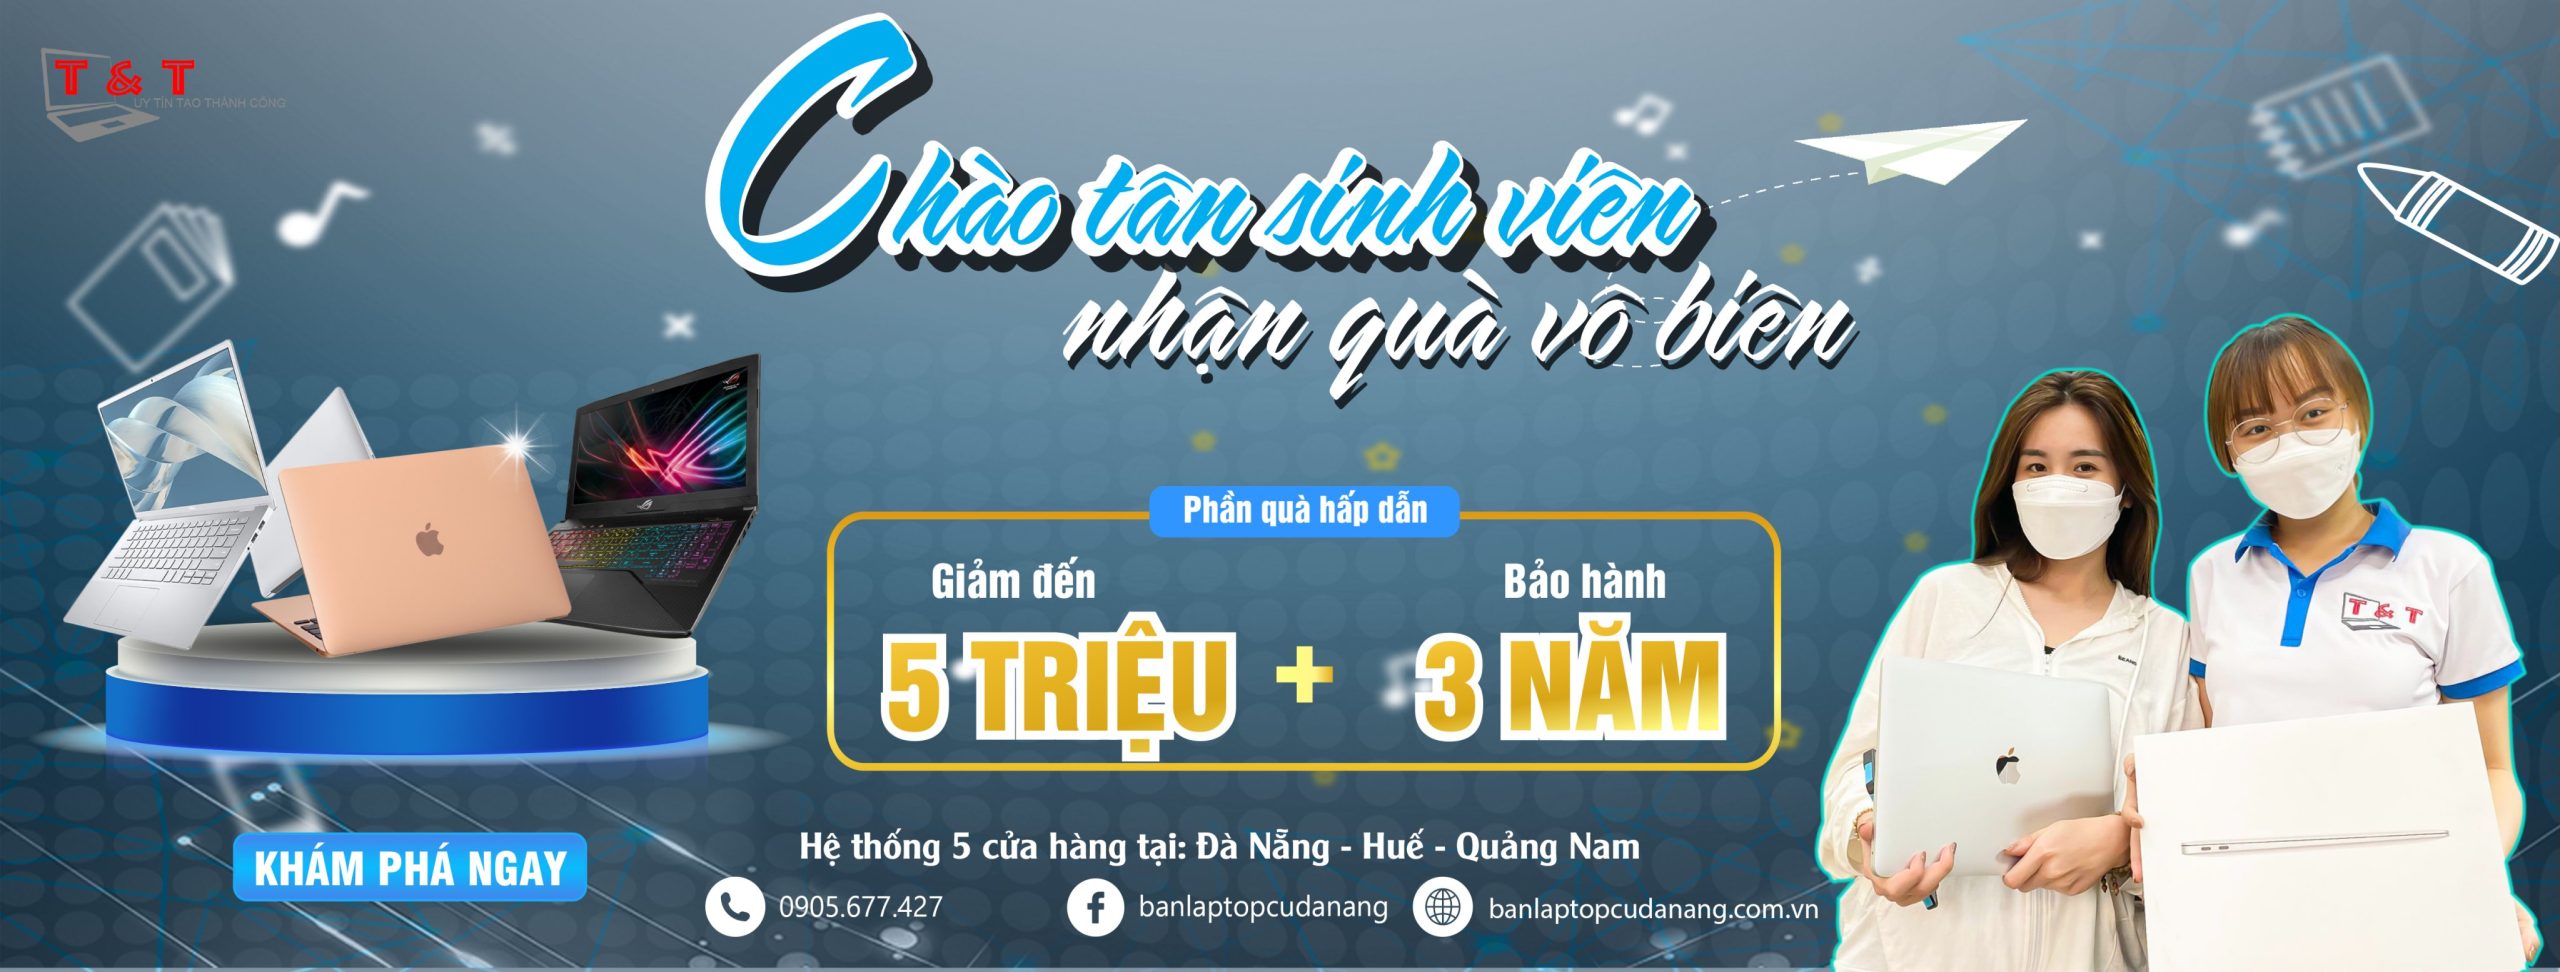 T & T
UY TÍN TẠO THÀNH CÔNG
Chào tân sinh viên
nhận quà vô biên
Phần quà hấp dẫn
Giảm đến
5 TRIỆU
+
Bảo hành
3 NĂM
T & T
KHÁM PHÁ NGAY
Hệ thống 5 cửa hàng tại: Đà Nẵng - Huế - Quảng Nam
0905.677.427
banlaptopcudanang
banlaptopcudanang.com.vn